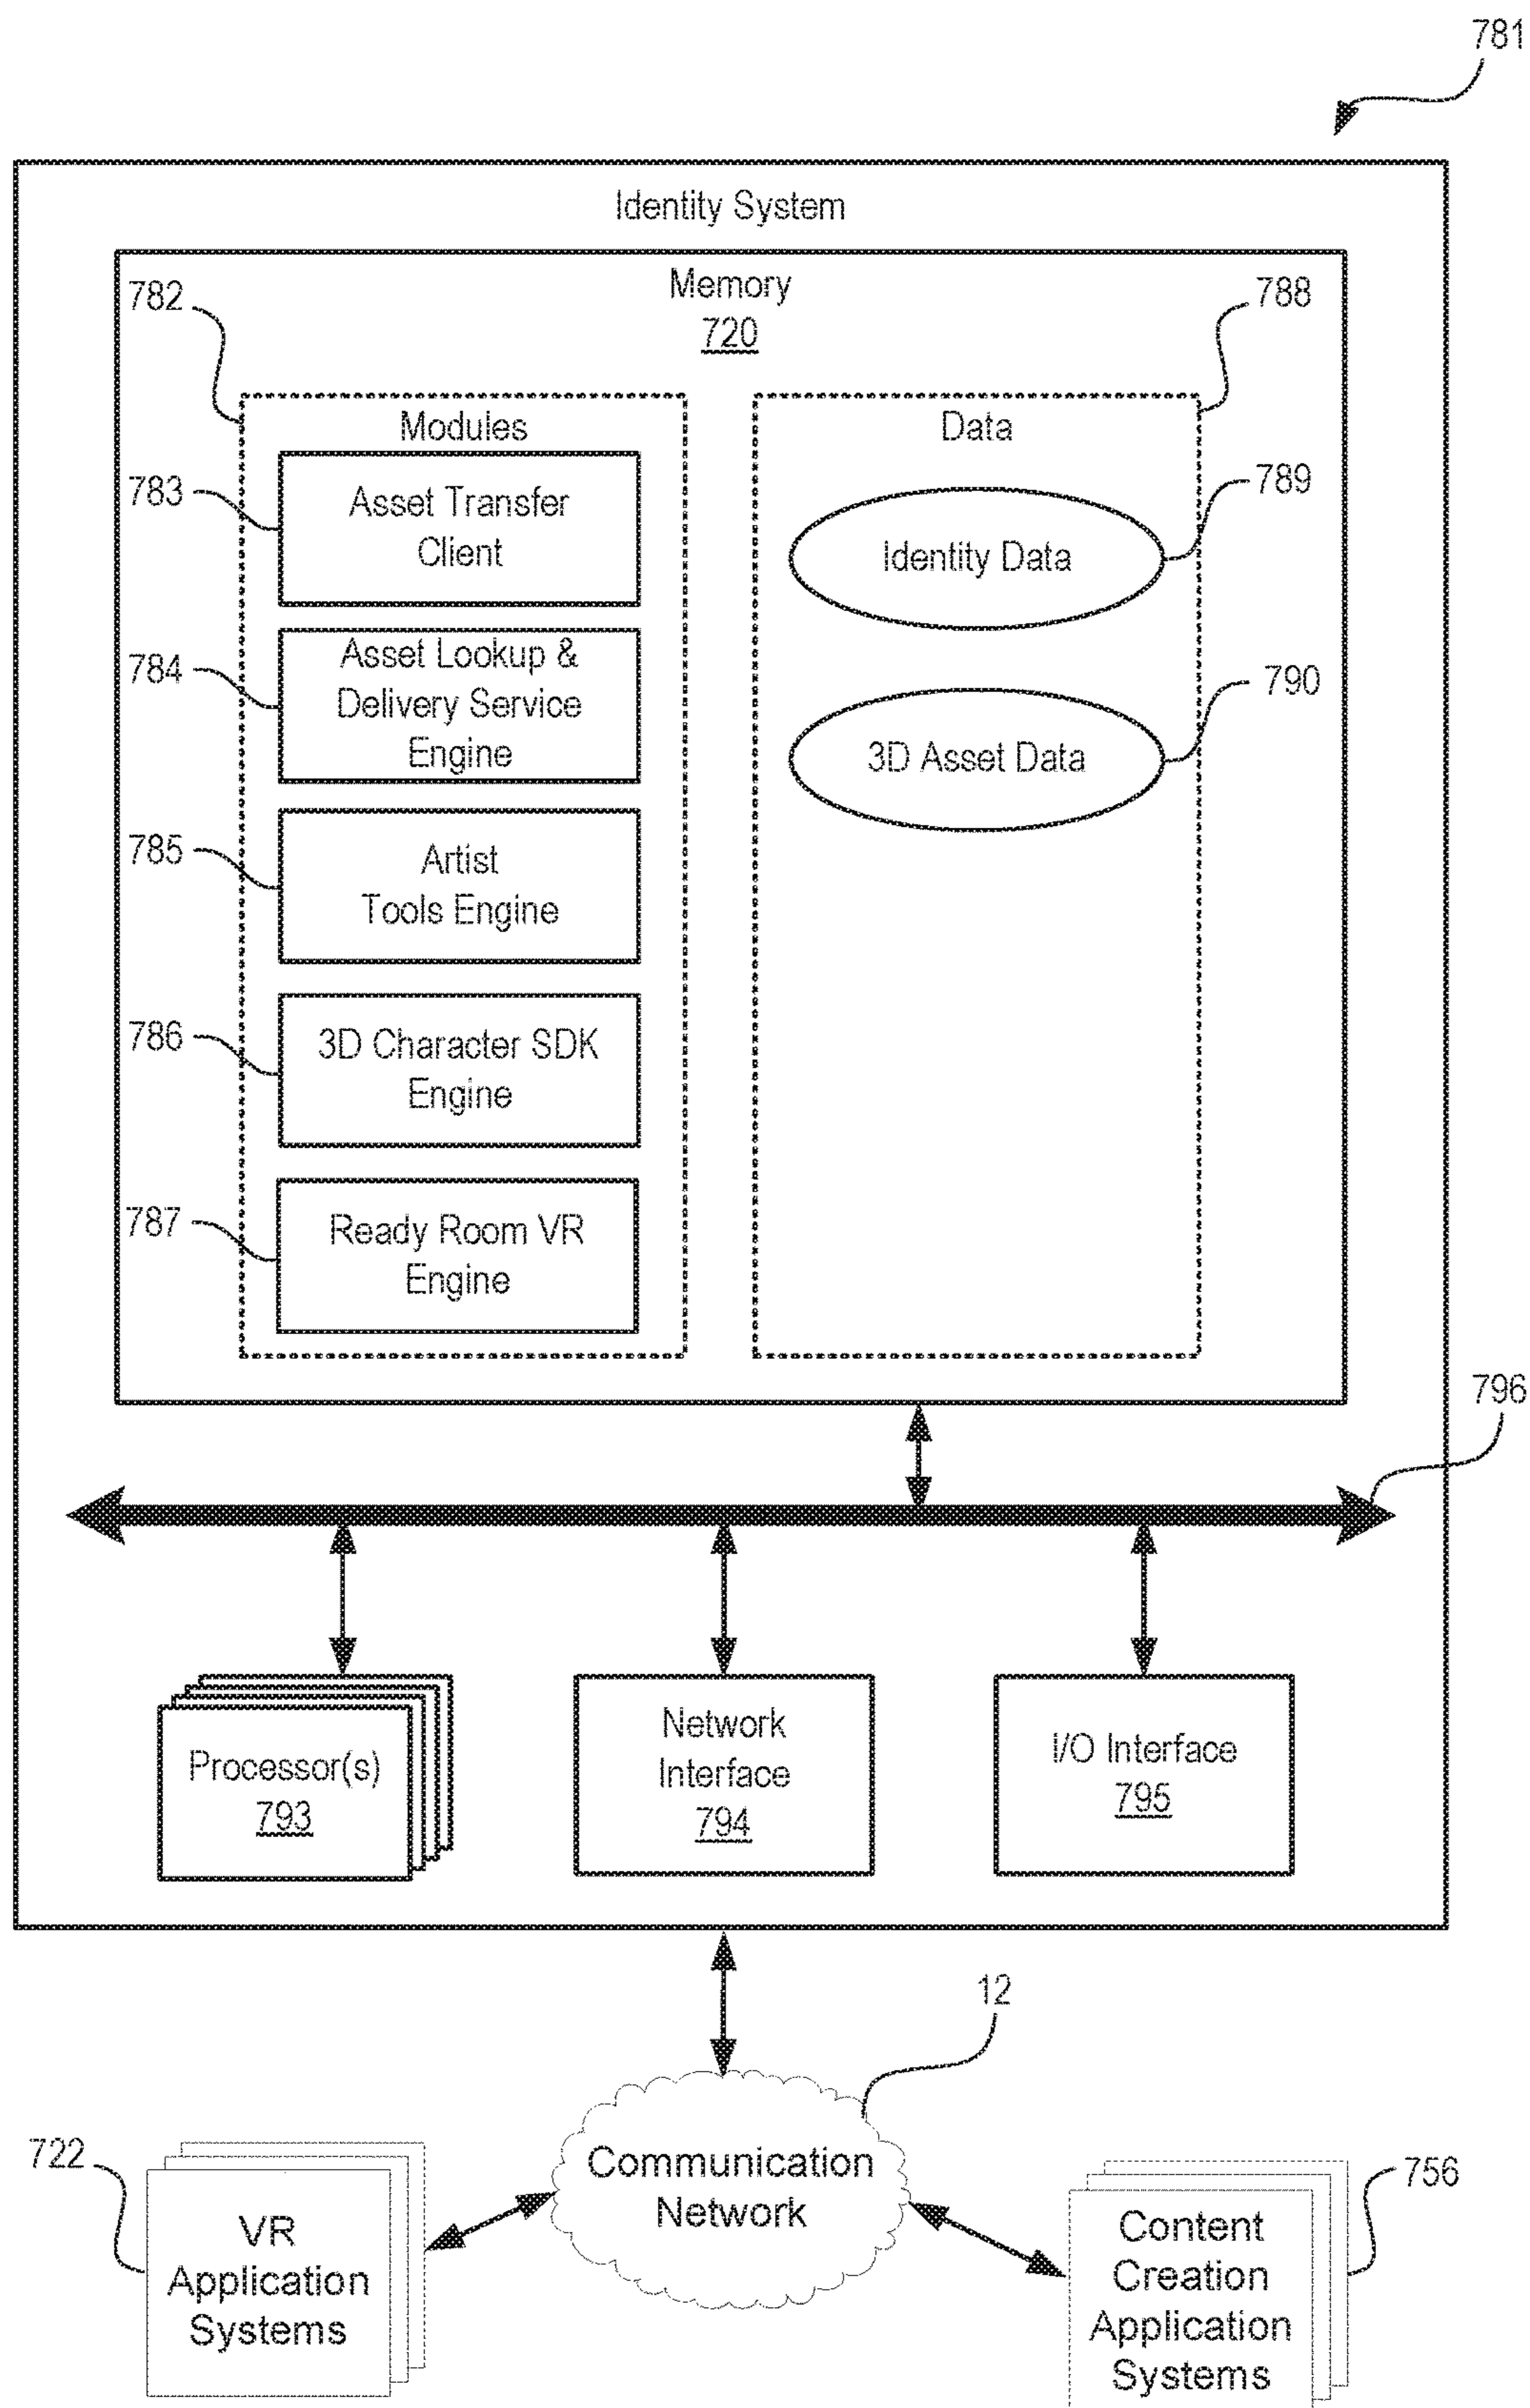 781
Identity System
Memory
720
782
788
Modules
Data
783
Asset Transfer
Client
789
Identity Data
784
Asset Lookup &
Delivery Service
Engine
790
3D Asset Data
785
Artist
Tools Engine
786
3D Character SDK
Engine
787
Ready Room VR
Engine
796
Processor(s)
793
Network
Interface
794
I/O Interface
795
12
Communication
Network
722
VR
Application
Systems
756
Content
Creation
Application
Systems